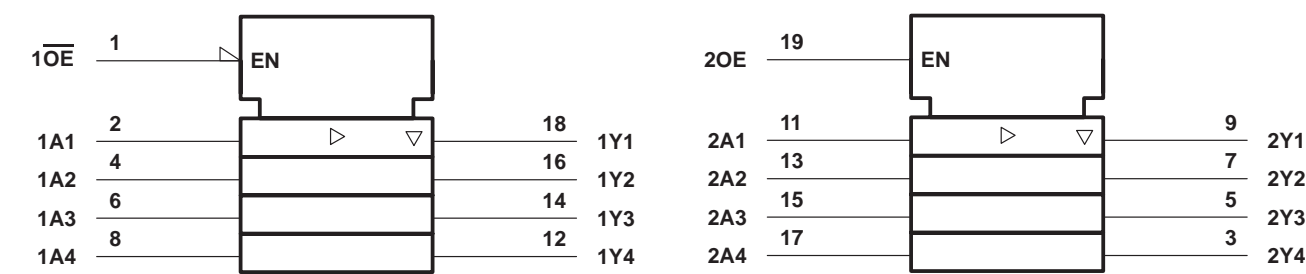 1O̅E̅ 1 EN
1A1 2 18 1Y1
1A2 4 16 1Y2
1A3 6 14 1Y3
1A4 8 12 1Y4
2OE 19 EN
2A1 11 9 2Y1
2A2 13 7 2Y2
2A3 15 5 2Y3
2A4 17 3 2Y4